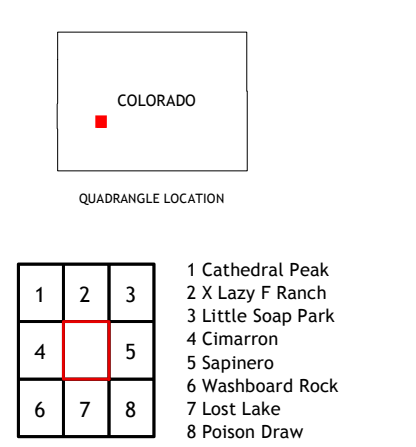 COLORADO
QUADRANGLE LOCATION
1 2 3
4 5
6 7 8
1 Cathedral Peak
2 X Lazy F Ranch
3 Little Soap Park
4 Cimarron
5 Sapinero
6 Washboard Rock
7 Lost Lake
8 Poison Draw